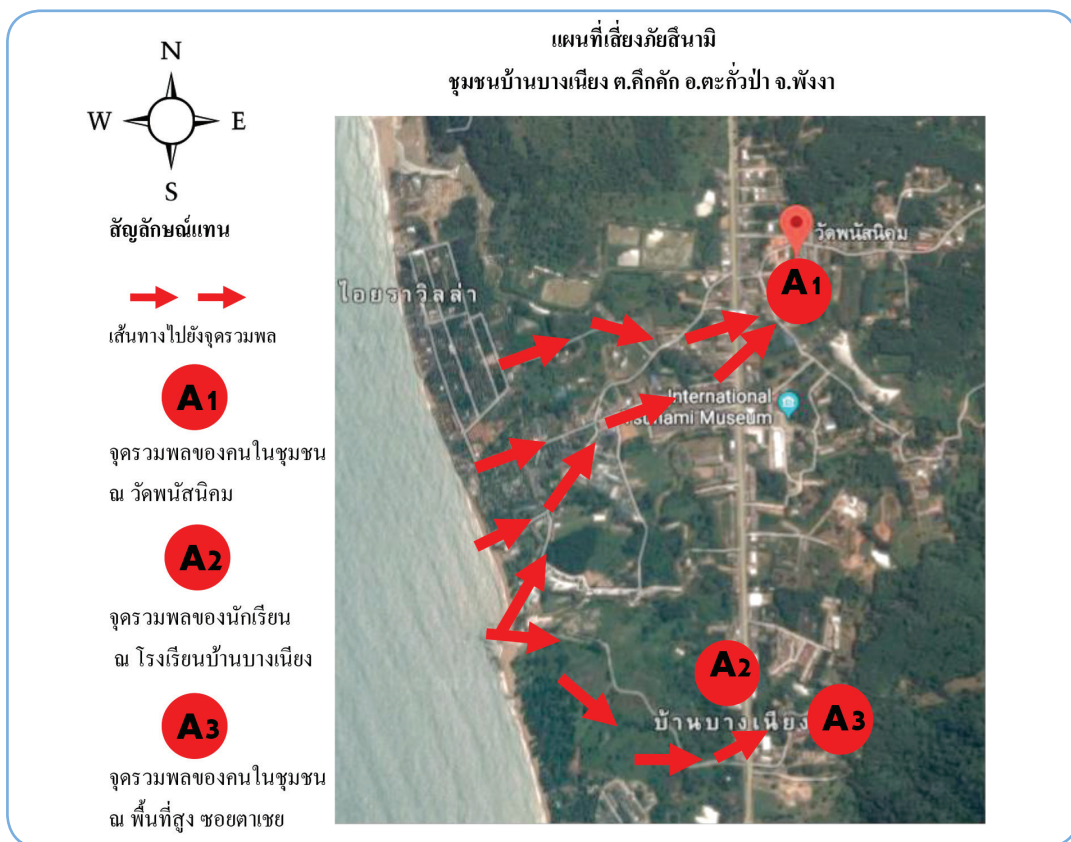 แผนที่เสี่ยงภัยสึนามิ
ชุมชนบ้านบางเนียง ต.คึกคัก อ.ตะกั่วป่า จ.พังงา
N
W
E
S
สัญลักษณ์แทน
เส้นทางไปยังจุดรวมพล
A1
จุดรวมพลของคนในชุมชน
ณ วัดพนัสนิคม
A2
จุดรวมพลของนักเรียน
ณ โรงเรียนบ้านบางเนียง
A3
จุดรวมพลของคนในชุมชน
ณ พื้นที่สูง ซอยตาเชย
วัดพนัสนิคม
A1
ไอยราวิลล่า
International
Museum
A2
บ้านบางเนียง
A3